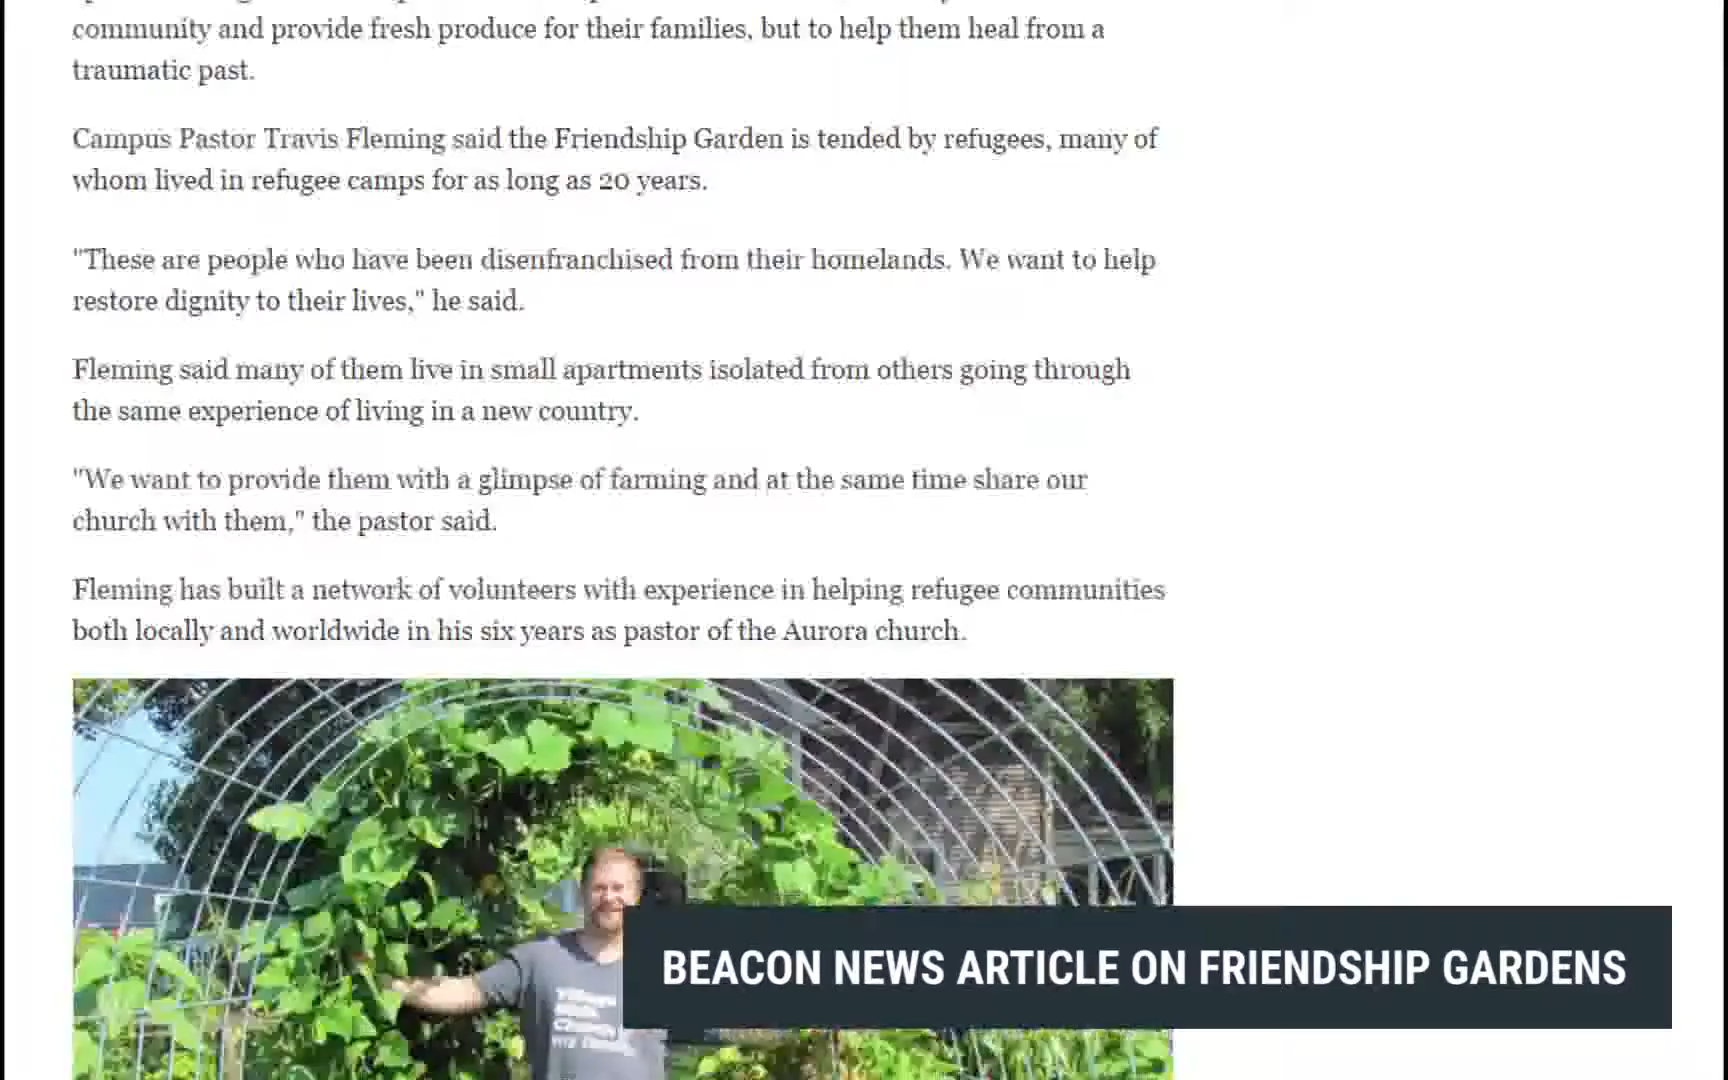 community and provide fresh produce for their families, but to help them heal from a
traumatic past.
Campus Pastor Travis Fleming said the Friendship Garden is tended by refugees, many of
whom lived in refugee camps for as long as 20 years.
"These are people who have been disenfranchised from their homelands. We want to help
restore dignity to their lives," he said.
Fleming said many of them live in small apartments isolated from others going through
the same experience of living in a new country.
"We want to provide them with a glimpse of farming and at the same time share our
church with them," the pastor said.
Fleming has built a network of volunteers with experience in helping refugee communities
both locally and worldwide in his six years as pastor of the Aurora church.
BEACON NEWS ARTICLE ON FRIENDSHIP GARDENS